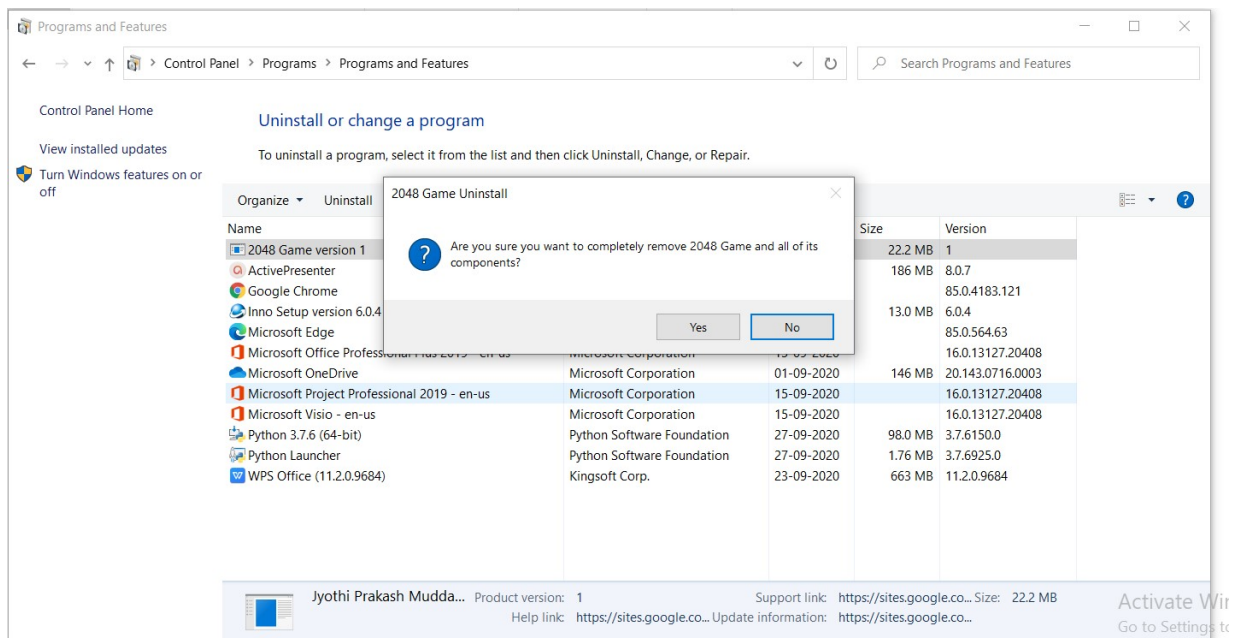 Programs and Features
Control Panel > Programs > Programs and Features
Search Programs and Features
Control Panel Home
View installed updates
Turn Windows features on or
off
Uninstall or change a program
To uninstall a program, select it from the list and then click Uninstall, Change, or Repair.
Organize Uninstall
2048 Game Uninstall
Are you sure you want to completely remove 2048 Game and all of its
components?
Yes No
Name Size Version
2048 Game version 1 22.2 MB 1
ActivePresenter 186 MB 8.0.7
Google Chrome 85.0.4183.121
Inno Setup version 6.0.4 13.0 MB 6.0.4
Microsoft Edge 85.0.564.63
Microsoft Office Professional Plus 2019 - en-us Microsoft Corporation 15-09-2020 16.0.13127.20408
Microsoft OneDrive Microsoft Corporation 01-09-2020 146 MB 20.143.0716.0003
Microsoft Project Professional 2019 - en-us Microsoft Corporation 15-09-2020 16.0.13127.20408
Microsoft Visio - en-us Microsoft Corporation 15-09-2020 16.0.13127.20408
Python 3.7.6 (64-bit) Python Software Foundation 27-09-2020 98.0 MB 3.7.6150.0
Python Launcher Python Software Foundation 27-09-2020 1.76 MB 3.7.6925.0
WPS Office (11.2.0.9684) Kingsoft Corp. 23-09-2020 663 MB 11.2.0.9684
Jyothi Prakash Mudda... Product version: 1 Support link: https://sites.google.co... Size: 22.2 MB
Help link: https://sites.google.co... Update information: https://sites.google.co...
Activate Wir
Go to Settings to